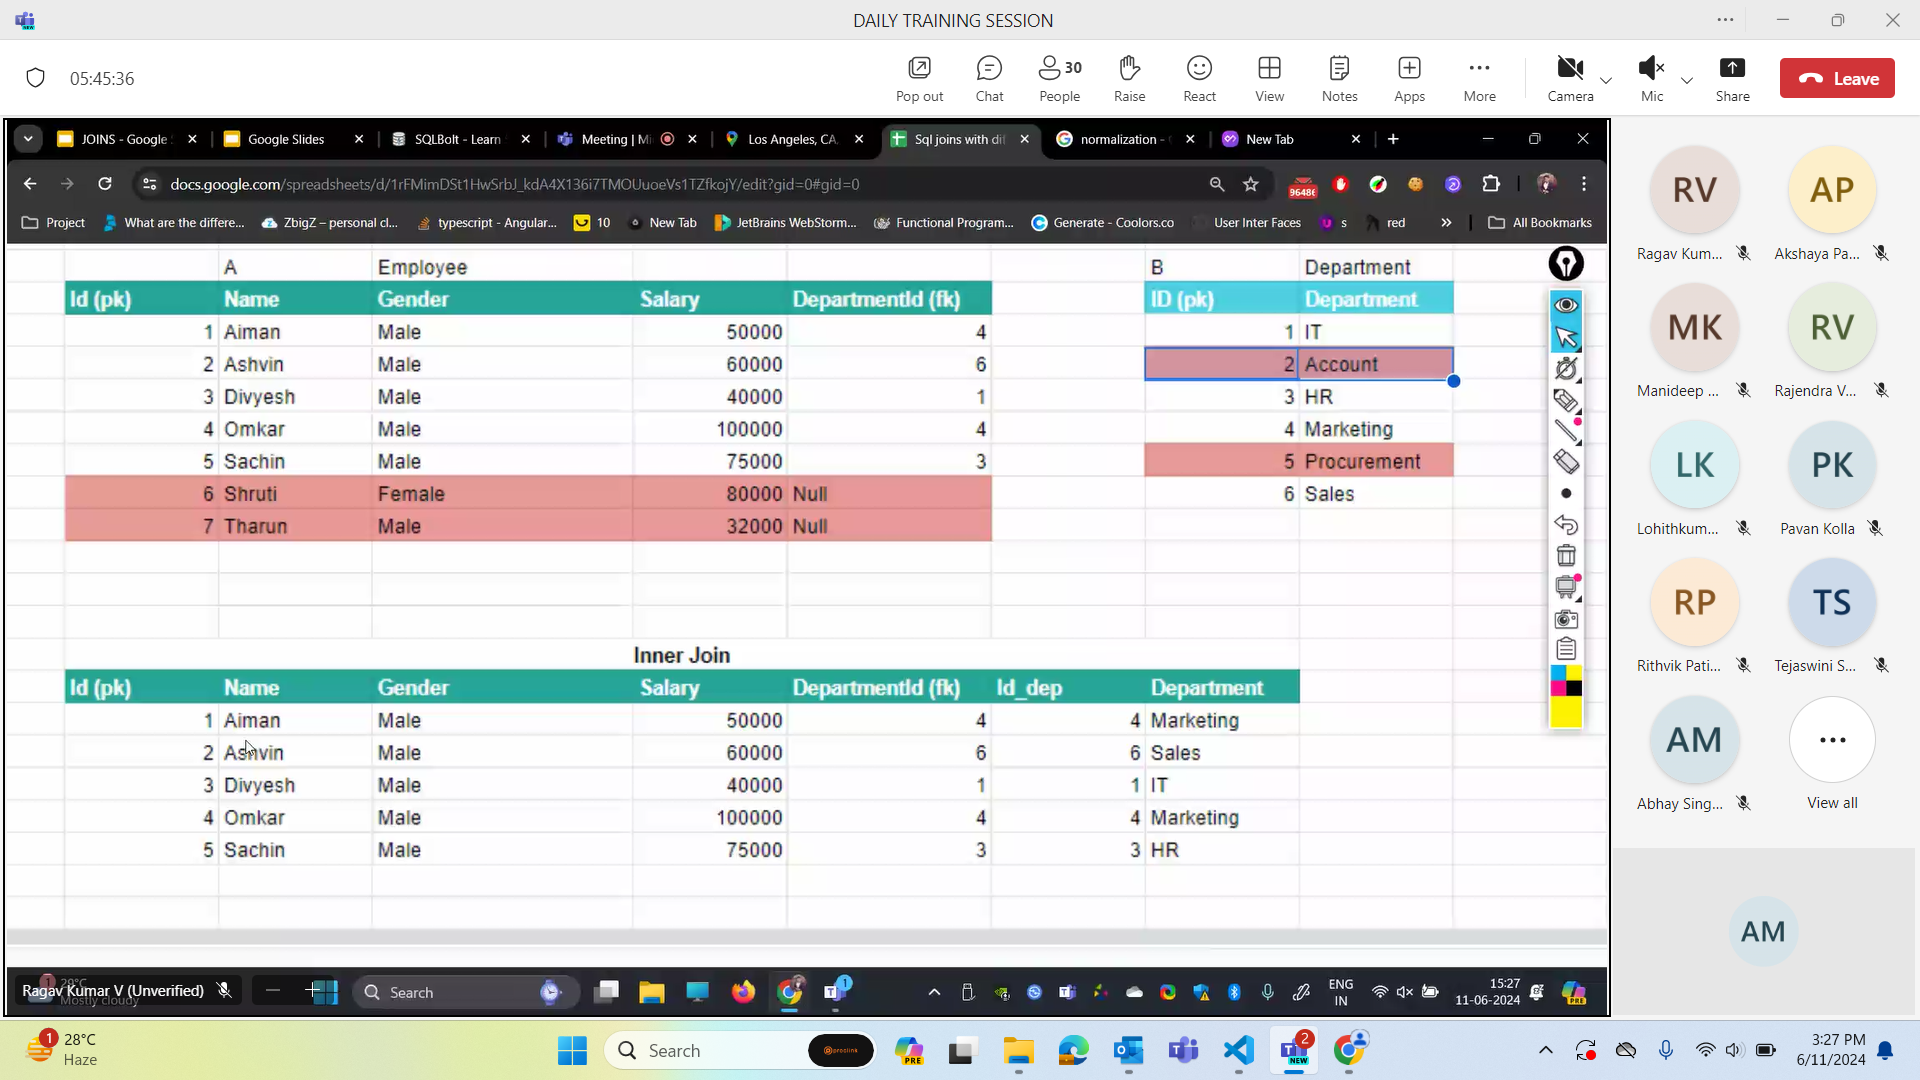 DAILY TRAINING SESSION
05:45:36
Pop out
Chat
30
People
Raise
React
View
Notes
Apps
More
Camera
Mic
Share
Leave
JOINS - Google
Google Slides
SQLBolt - Learn
Meeting | Mi
Los Angeles, CA,
Sql joins with dif
normalization -
New Tab
docs.google.com/spreadsheets/d/1rFMimDSt1HwSrbJ_kdA4X136i7TMOUuoeVs1TZfkojY/edit?gid=0#gid=0
9648
Project
What are the differe...
ZbigZ – personal cl...
typescript - Angular...
10
New Tab
JetBrains WebStorm...
Functional Program...
Generate - Coolors.co
User Inter Faces
s
red
All Bookmarks
A Employee B Department
Id (pk) Name Gender Salary DepartmentId (fk) ID (pk) Department
1 Aiman Male 50000 4 1 IT
2 Ashvin Male 60000 6 2 Account
3 Divyesh Male 40000 1 3 HR
4 Omkar Male 100000 4 4 Marketing
5 Sachin Male 75000 3 5 Procurement
6 Shruti Female 80000 Null 6 Sales
7 Tharun Male 32000 Null
Inner Join
Id (pk) Name Gender Salary DepartmentId (fk) Id_dep Department
1 Aiman Male 50000 4 4 Marketing
2 Ashvin Male 60000 6 6 Sales
3 Divyesh Male 40000 1 1 IT
4 Omkar Male 100000 4 4 Marketing
5 Sachin Male 75000 3 3 HR
RV
AP
Ragav Kum...
Akshaya Pa...
MK
RV
Manideep ...
Rajendra V...
LK
PK
Lohithkum...
Pavan Kolla
RP
TS
Rithvik Pati...
Tejaswini S...
AM
Abhay Sing...
View all
AM
Ragav Kumar V (Unverified)
Mostly cloudy
Search
1
ENG
IN
15:27
11-06-2024
PRE
1
28°C
Haze
Search
proclink
PRE
2
NEW
3:27 PM
6/11/2024